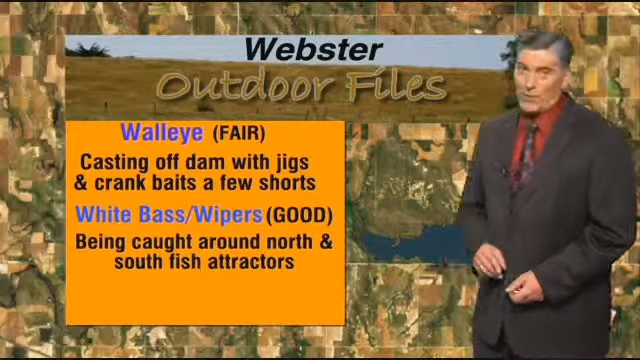 Webster
Outdoor Files
Walleye (FAIR)
Casting off dam with jigs
& crank baits a few shorts
White Bass/Wipers (GOOD)
Being caught around north &
south fish attractors